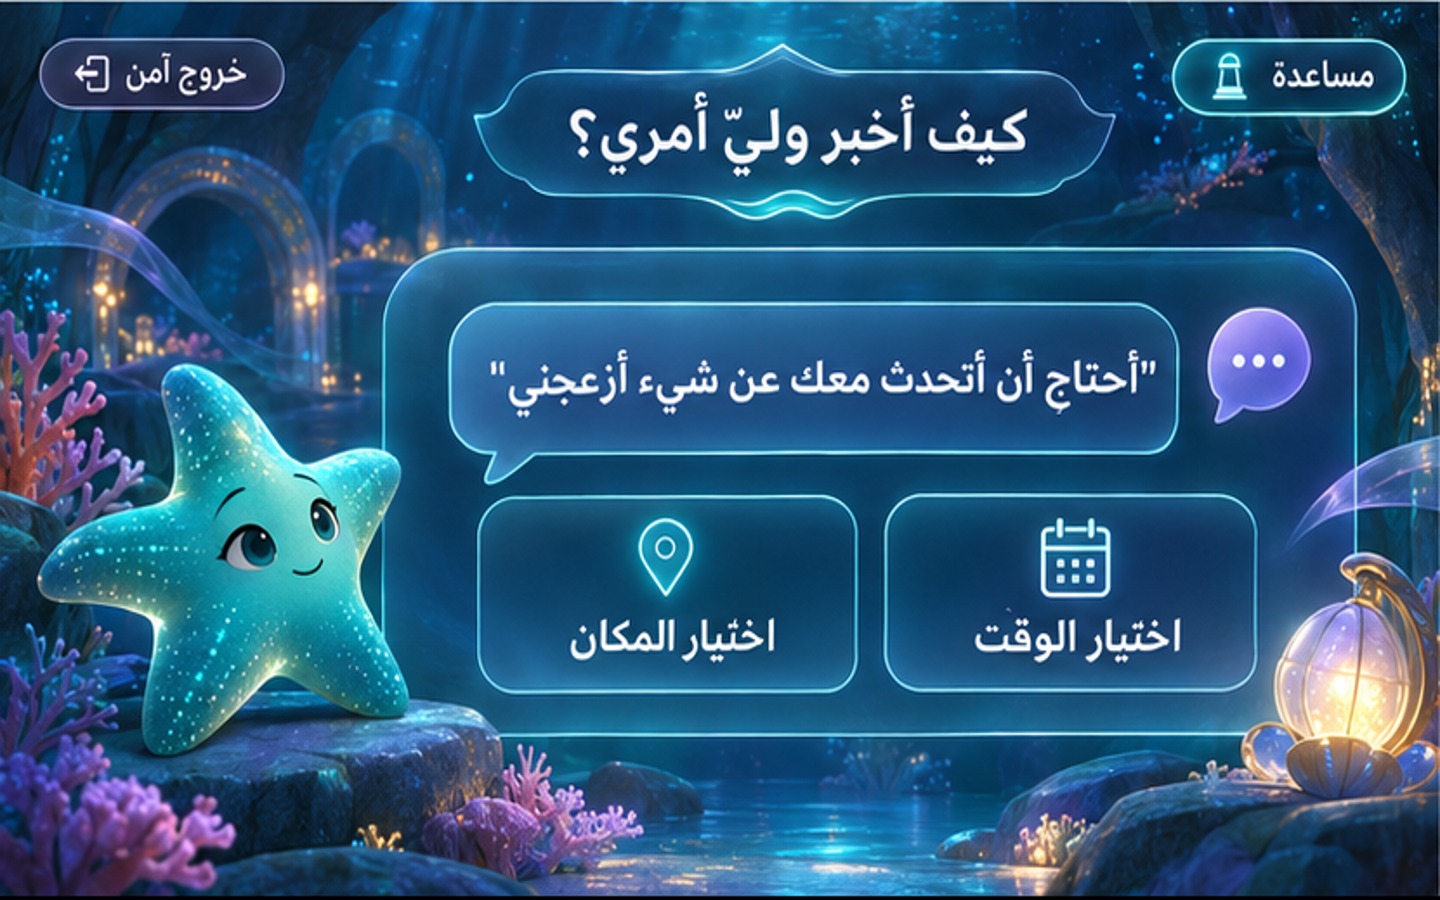 مساعدة
خروج آمن
كيف أخبر وليّ أمري؟
"أحتاج أن أتحدث معك عن شيء أزعجني"
اختيار الوقت
اختيار المكان